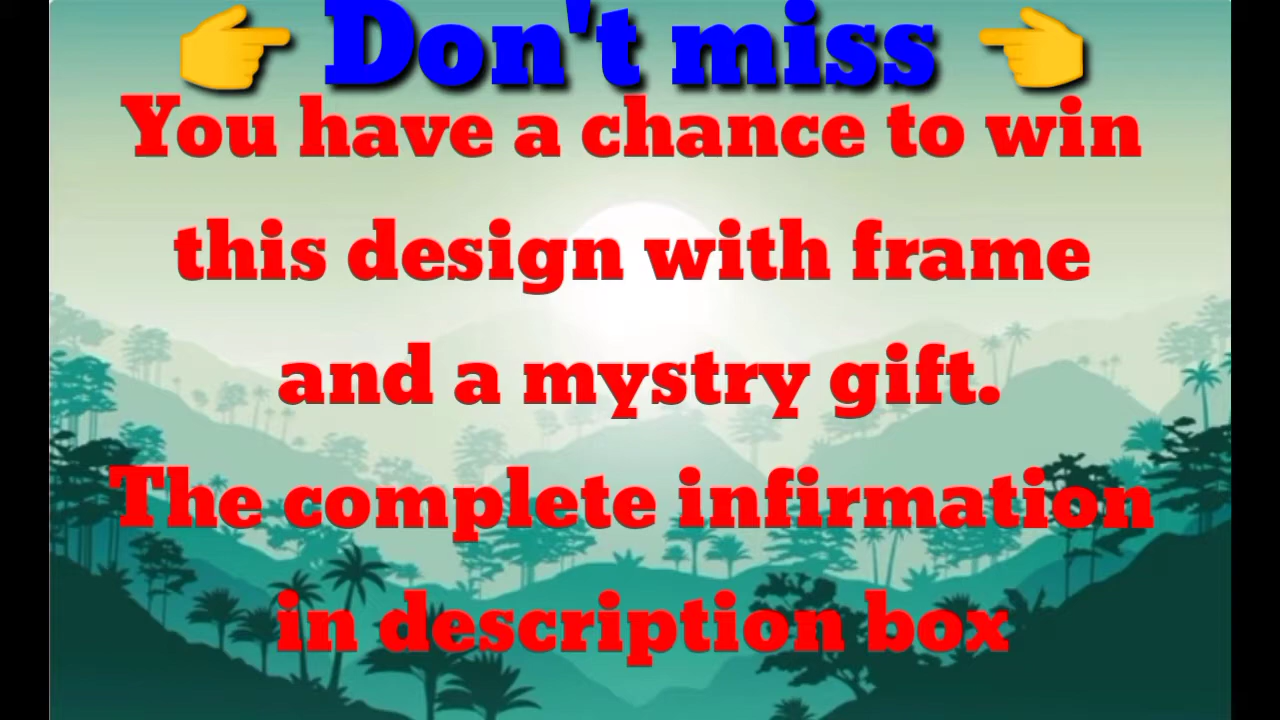 👉 Don't miss 👈
You have a chance to win
this design with frame
and a mystry gift.
The complete infirmation
in description box